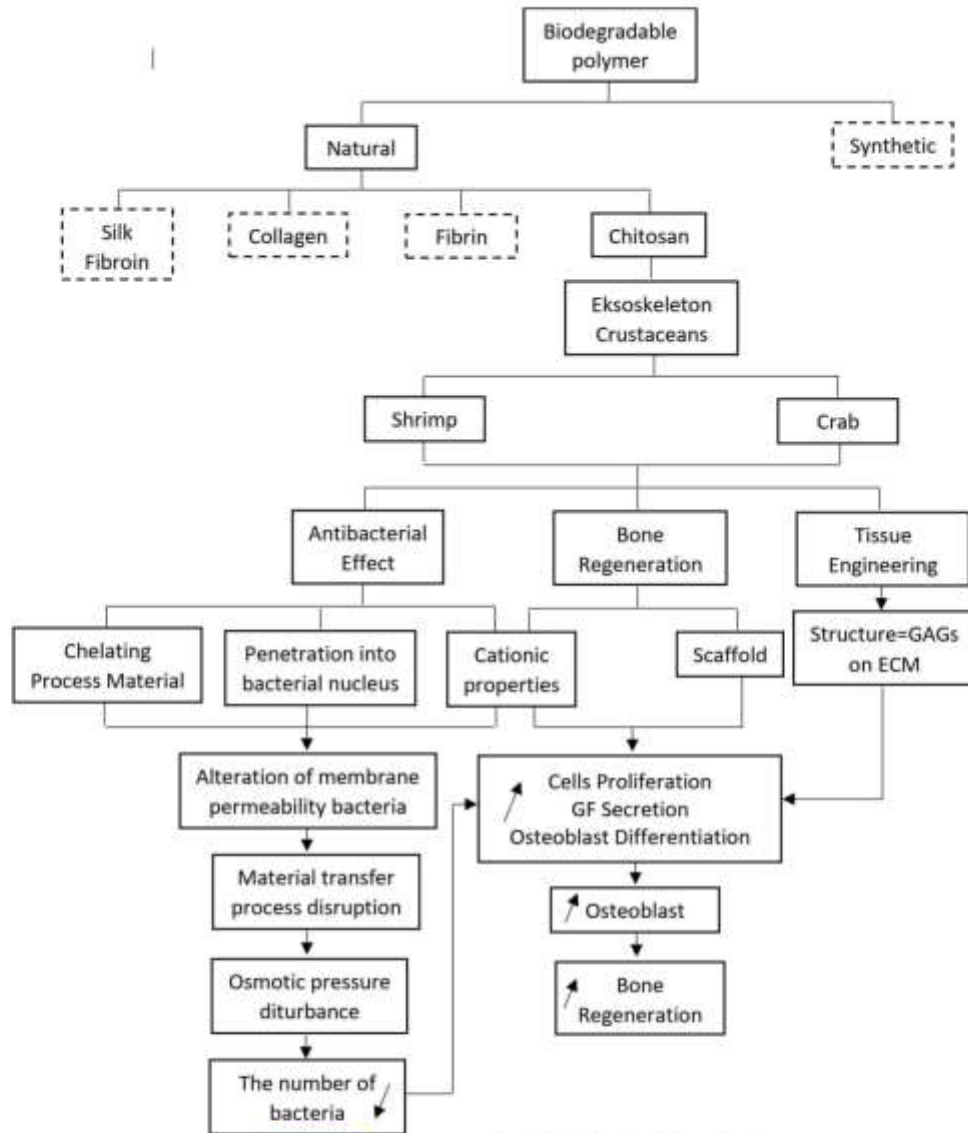 Biodegradable
polymer
Natural
Synthetic
Silk
Fibroin
Collagen
Fibrin
Chitosan
Eksoskeleton
Crustaceans
Shrimp
Crab
Antibacterial
Effect
Bone
Regeneration
Tissue
Engineering
Chelating
Process Material
Penetration into
bacterial nucleus
Cationic
properties
Scaffold
Structure=GAGs
on ECM
Alteration of membrane
permeability bacteria
Cells Proliferation
GF Secretion
Osteoblast Differentiation
Material transfer
process disruption
Osteoblast
Osmotic pressure
diturbance
Bone
Regeneration
The number of
bacteria